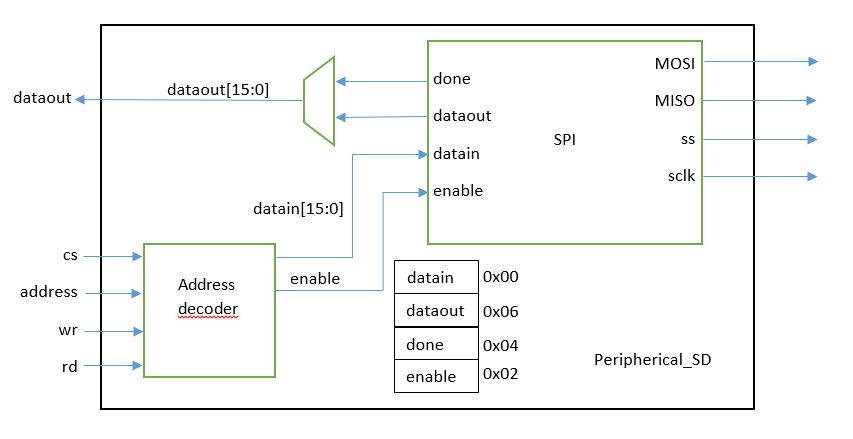 MOSI
done
dataout[15:0]
dataout
MISO
dataout
SPI
ss
datain
sclk
enable
datain[15:0]
cs
Address
decoder
enable
datain 0x00
address
dataout 0x06
wr
done 0x04
Peripherical_SD
rd
enable 0x02